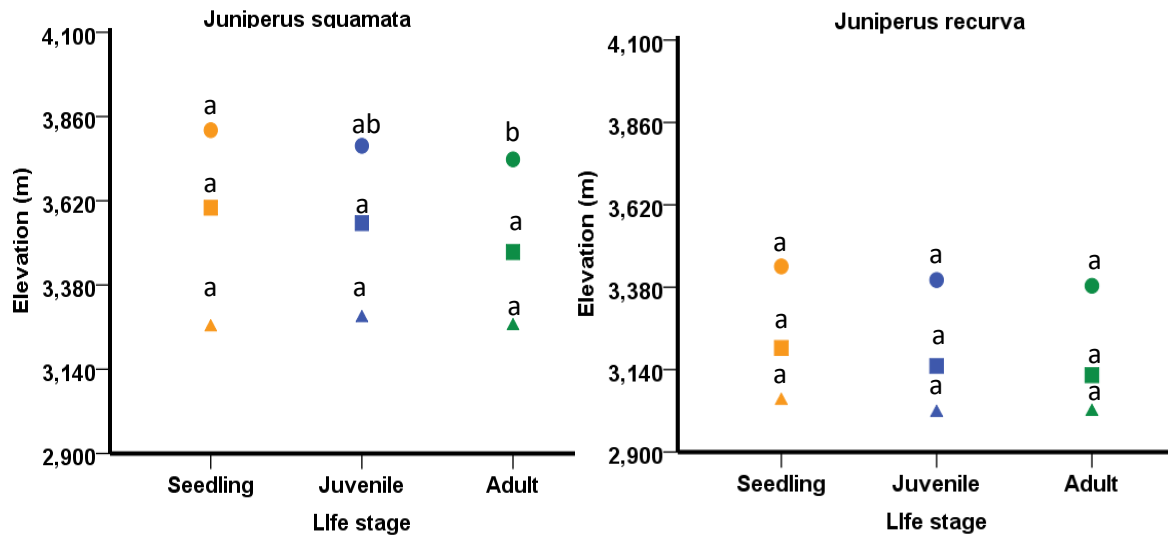 Juniperus squamata
4,100
3,860
3,620
3,380
3,140
2,900
Elevation (m)
a
ab
b
a
a
a
a
a
a
Seedling Juvenile Adult
LIfe stage
Juniperus recurva
4,100
3,860
3,620
3,380
3,140
2,900
Elevation (m)
a
a
a
a
a
a
a
a
a
Seedling Juvenile Adult
LIfe stage